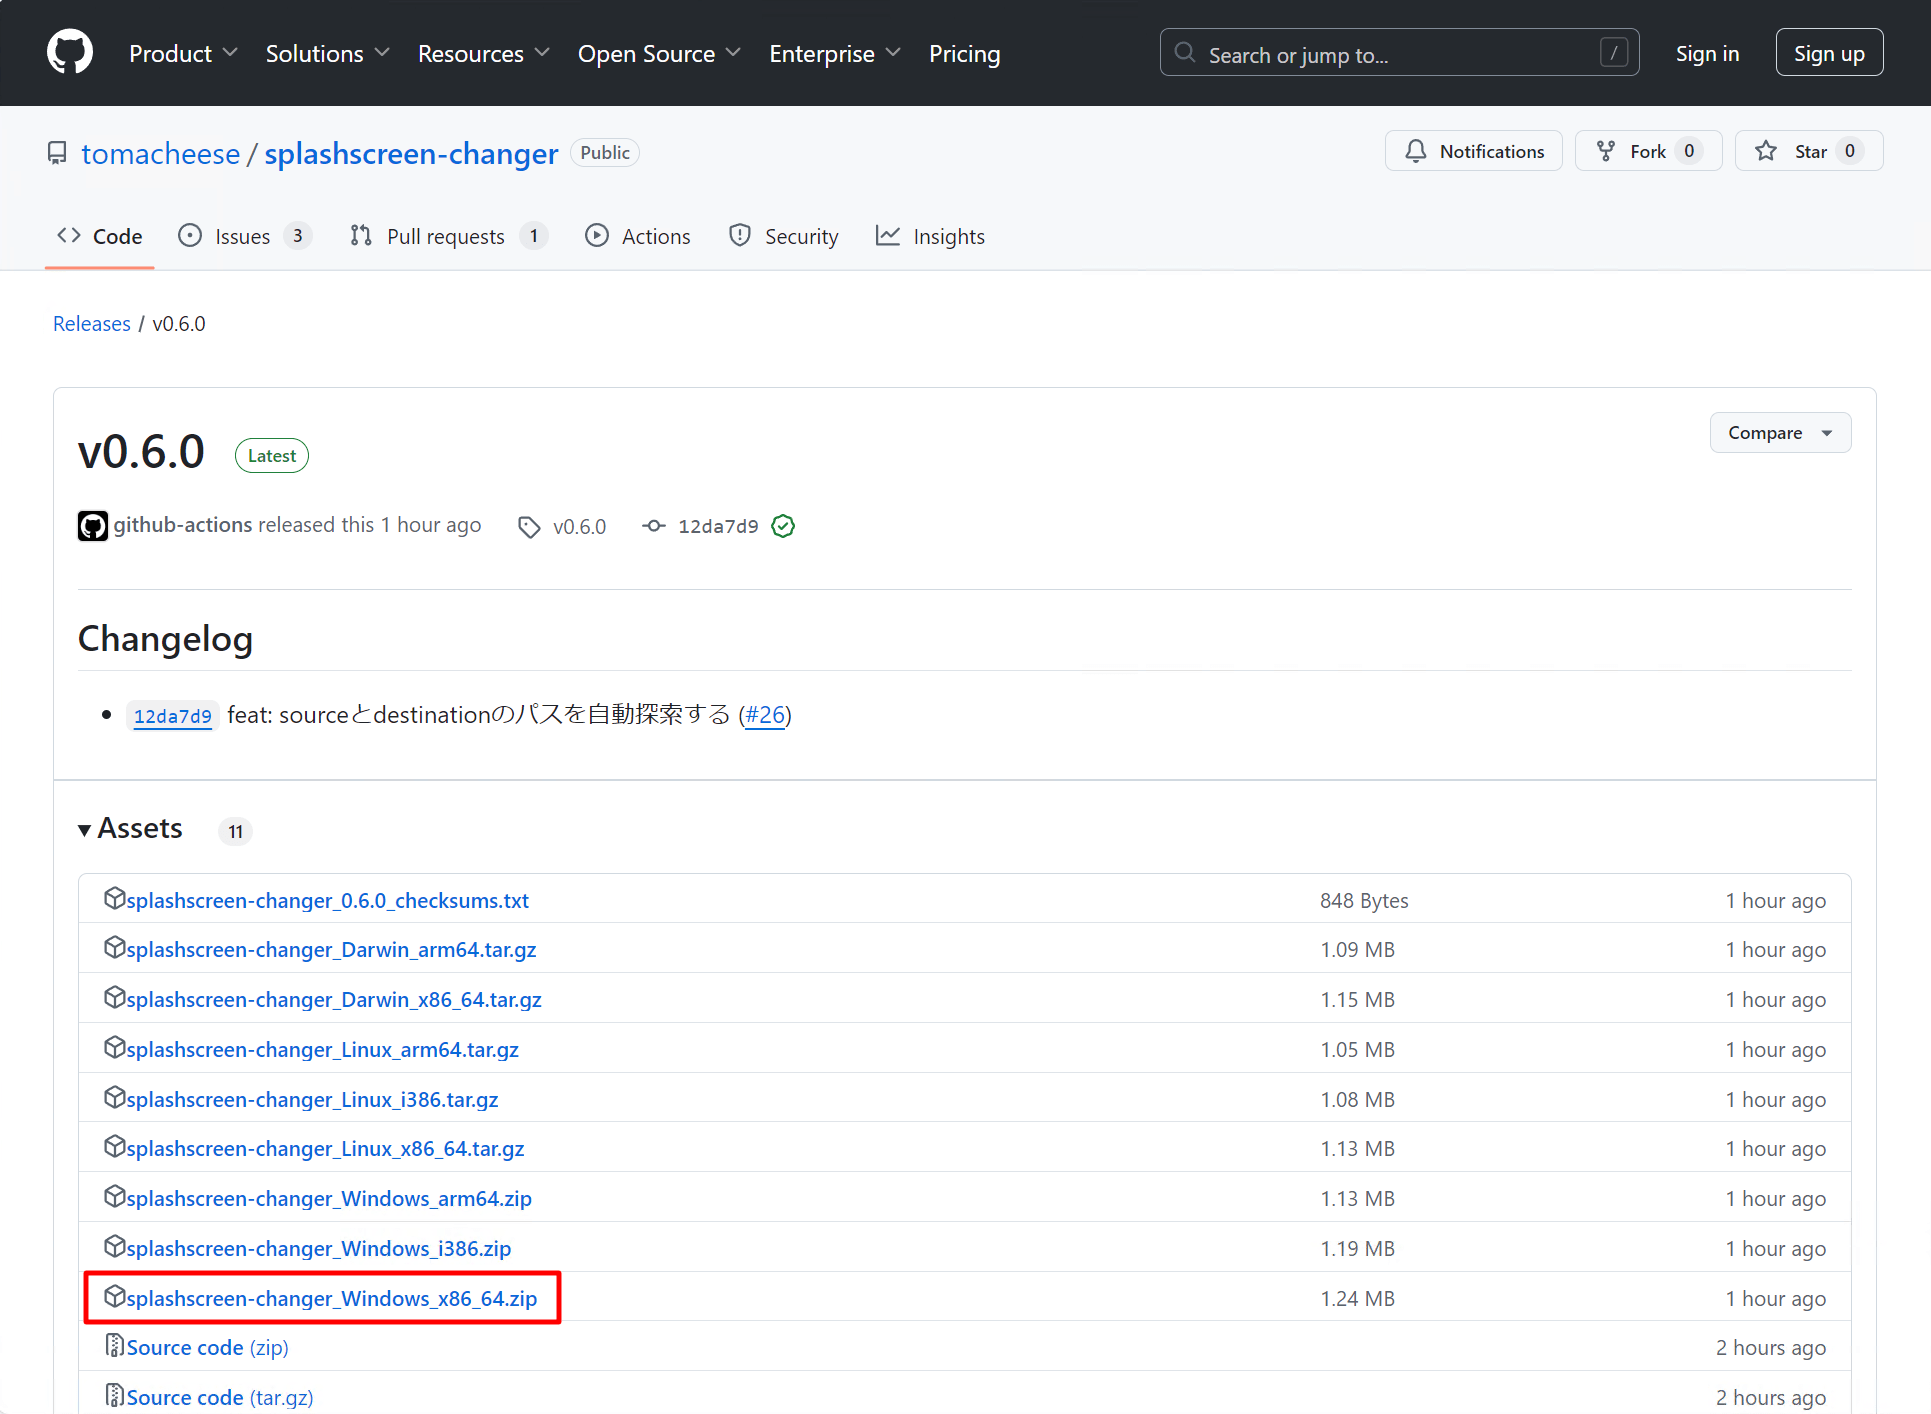 Product Solutions Resources Open Source Enterprise Pricing Search or jump to... / Sign in Sign up
tomacheese / splashscreen-changer Public Notifications Fork 0 Star 0
Code Issues 3 Pull requests 1 Actions Security Insights
Releases / v0.6.0
v0.6.0 Latest Compare
github-actions released this 1 hour ago v0.6.0 12da7d9
Changelog
12da7d9 feat: sourceとdestinationのパスを自動探索する (#26)
Assets 11
splashscreen-changer_0.6.0_checksums.txt 848 Bytes 1 hour ago
splashscreen-changer_Darwin_arm64.tar.gz 1.09 MB 1 hour ago
splashscreen-changer_Darwin_x86_64.tar.gz 1.15 MB 1 hour ago
splashscreen-changer_Linux_arm64.tar.gz 1.05 MB 1 hour ago
splashscreen-changer_Linux_i386.tar.gz 1.08 MB 1 hour ago
splashscreen-changer_Linux_x86_64.tar.gz 1.13 MB 1 hour ago
splashscreen-changer_Windows_arm64.zip 1.13 MB 1 hour ago
splashscreen-changer_Windows_i386.zip 1.19 MB 1 hour ago
splashscreen-changer_Windows_x86_64.zip 1.24 MB 1 hour ago
Source code (zip) 2 hours ago
Source code (tar.gz) 2 hours ago